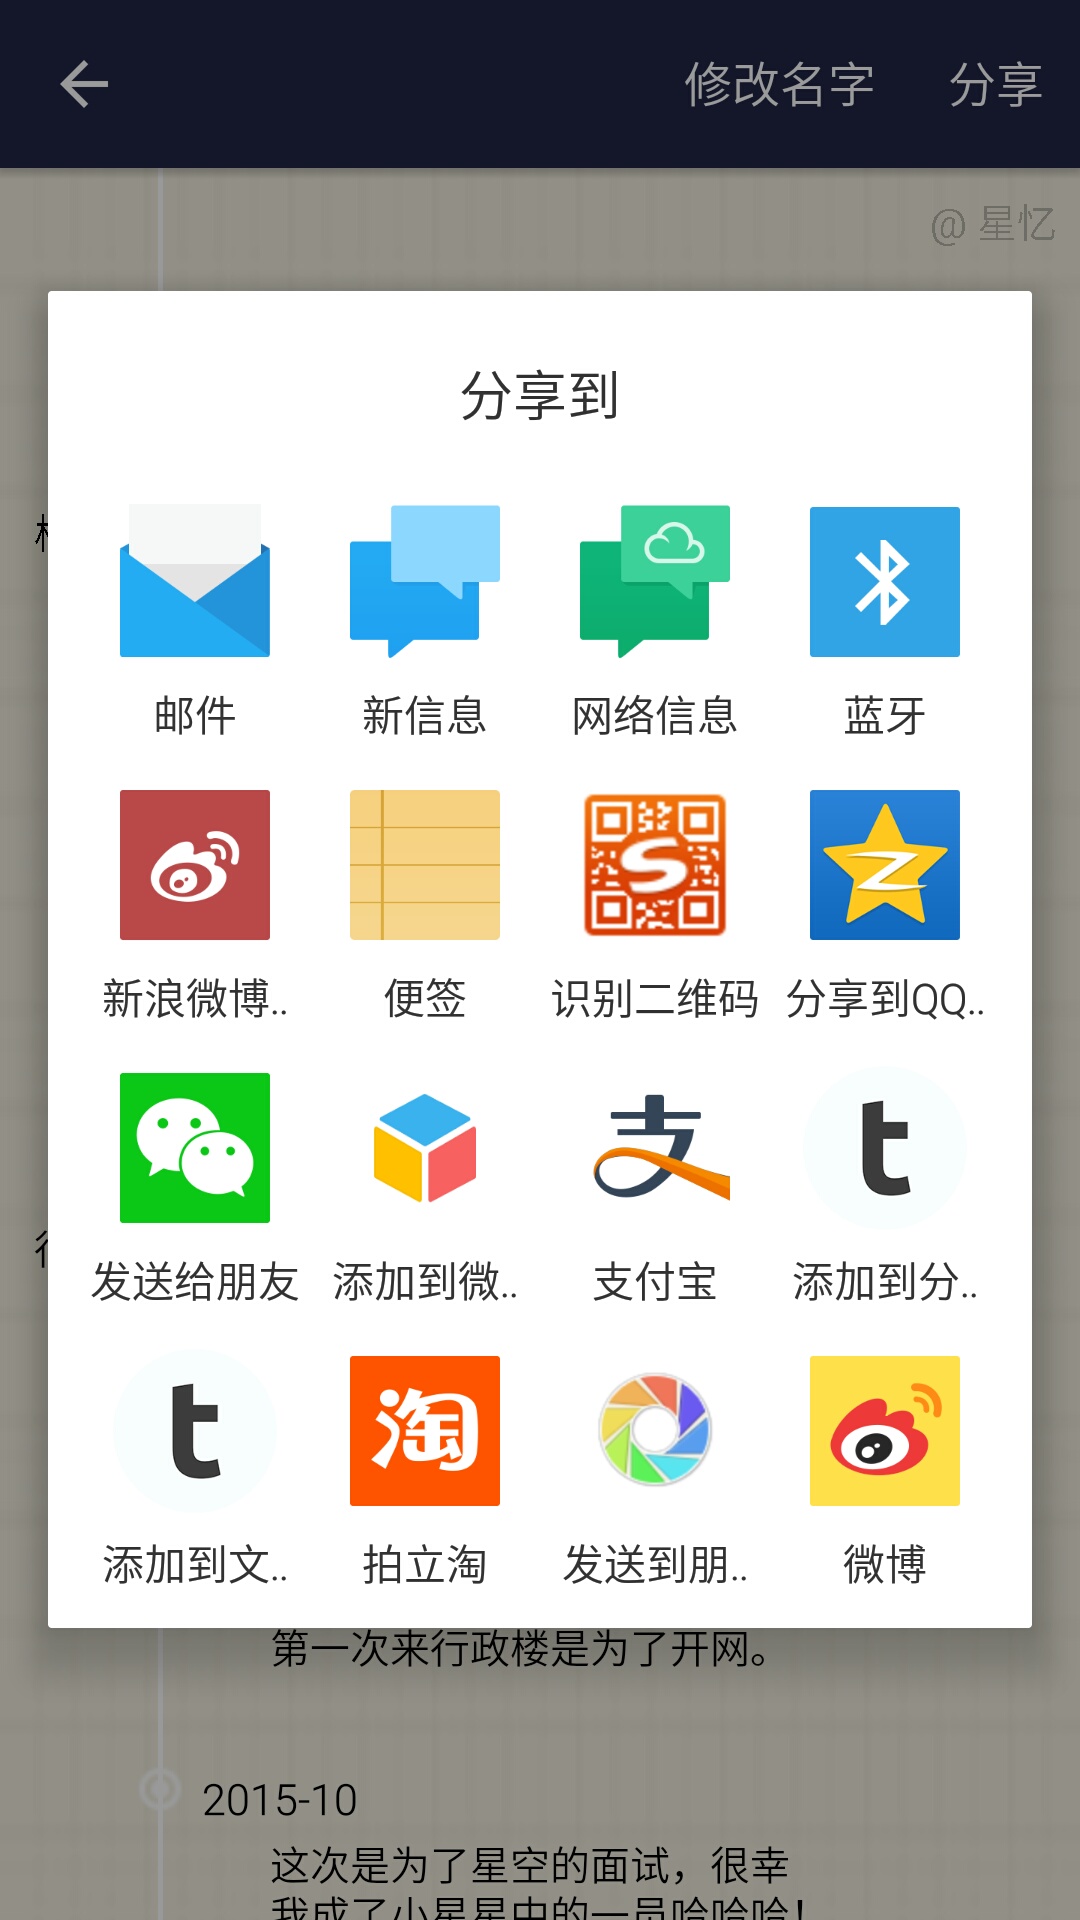 修改名字 分享
@ 星忆
分享到
邮件 新信息 网络信息 蓝牙
新浪微博.. 便签 识别二维码 分享到QQ..
发送给朋友 添加到微.. 支付宝 添加到分..
添加到文.. 拍立淘 发送到朋.. 微博
第一次来行政楼是为了开网。
2015-10
这次是为了星空的面试，很幸
我成了小星星中的一员哈哈哈！